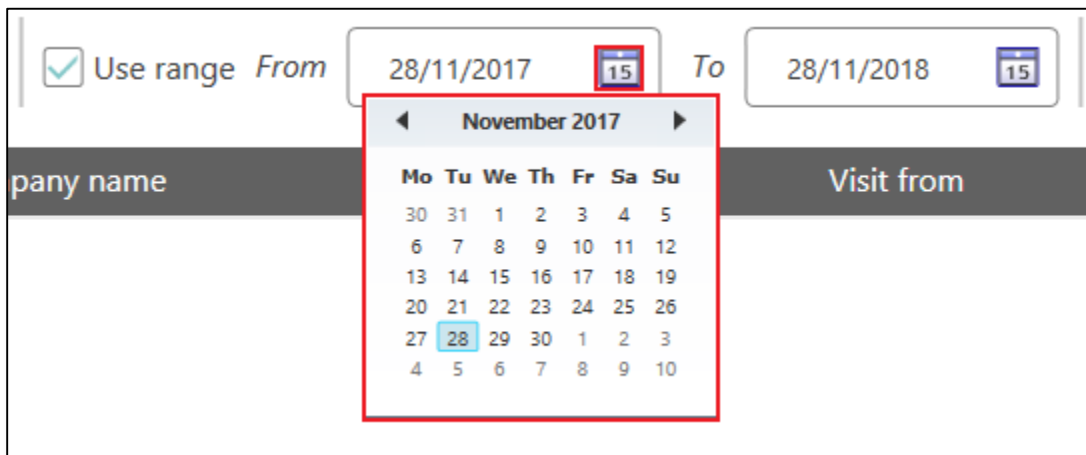 Use range From 28/11/2017 15 To 28/11/2018 15
November 2017
pany name Visit from
Mo Tu We Th Fr Sa Su
30 31 1 2 3 4 5
6 7 8 9 10 11 12
13 14 15 16 17 18 19
20 21 22 23 24 25 26
27 28 29 30 1 2 3
4 5 6 7 8 9 10